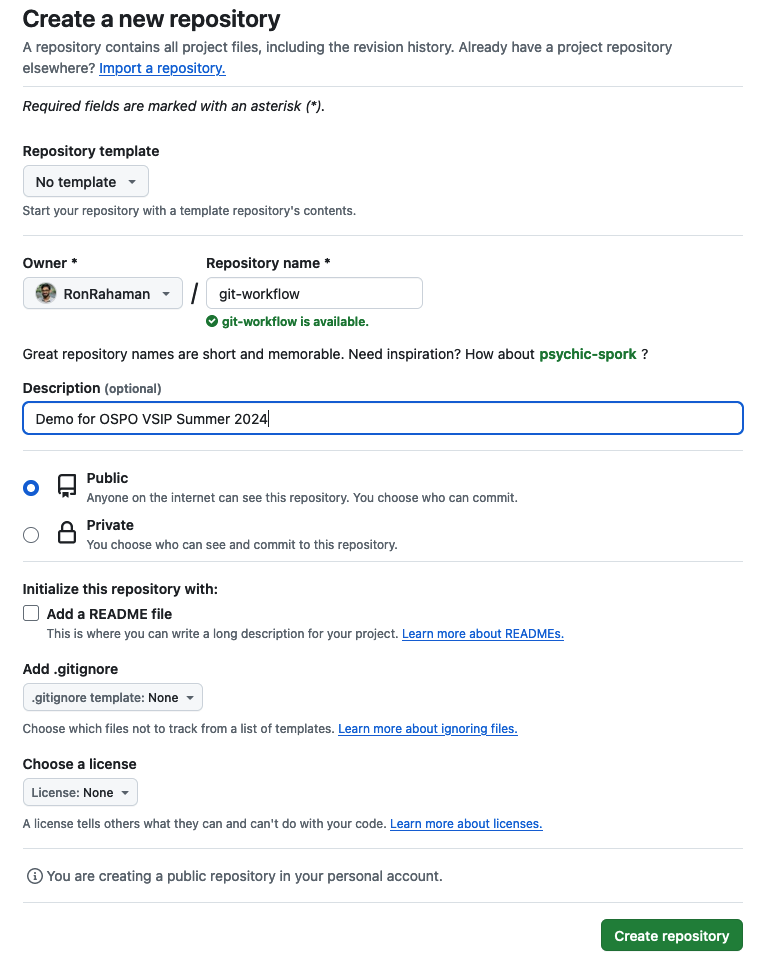 Create a new repository
A repository contains all project files, including the revision history. Already have a project repository
elsewhere? Import a repository.
Required fields are marked with an asterisk (*).
Repository template
No template
Start your repository with a template repository's contents.
Owner * Repository name *
RonRahaman / git-workflow
git-workflow is available.
Great repository names are short and memorable. Need inspiration? How about psychic-spork ?
Description (optional)
Demo for OSPO VSIP Summer 2024
Public
Anyone on the internet can see this repository. You choose who can commit.
Private
You choose who can see and commit to this repository.
Initialize this repository with:
Add a README file
This is where you can write a long description for your project. Learn more about READMEs.
Add .gitignore
.gitignore template: None
Choose which files not to track from a list of templates. Learn more about ignoring files.
Choose a license
License: None
A license tells others what they can and can't do with your code. Learn more about licenses.
You are creating a public repository in your personal account.
Create repository